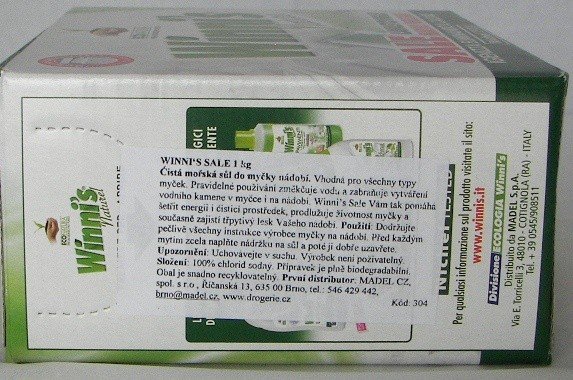 WINNI'S SALE 1 kg
Čistá mořská sůl do myčky nádobí. Vhodná pro všechny typy
myček. Pravidelné používání změkčuje vodu a zabraňuje vytváření
vodního kamene v myčce i na nádobí. Winni's Sale Vám tak pomáhá
šetřit energii i čistící prostředek, prodlužuje životnost myčky a
současně zajistí třpytivý lesk Vašeho nádobí. Použití: Dodržujte
pečlivě všechny instrukce výrobce myčky na nádobí. Před každým
mytím zcela naplňte nádržku na sůl a poté ji dobře uzavřete.
Upozornění: Uchovavejte v suchu. Výrobek není poživatelný.
Složení: 100% chlorid sodný. Přípravek je plně biodegradabilní.
Obal je snadno recyklovatelný. První distributor: MADEL CZ,
spol. s r.o., Řičanská 13, 635 00 Brno, tel.: 546 429 442,
brno@madel.cz, www.drogerie.cz
Kód: 304
Winni's
Naturel
Winni's
Per qualsiasi informazione sul prodotto visitate il sito:
www.winnis.it
Divisione ECOLOGIA Winni's
Distribuito da MADEL S.p.A.
Via E. Torricelli 3, 48010 - COTIGNOLA (RA) - ITALY
Tel. + 39 0545/908511